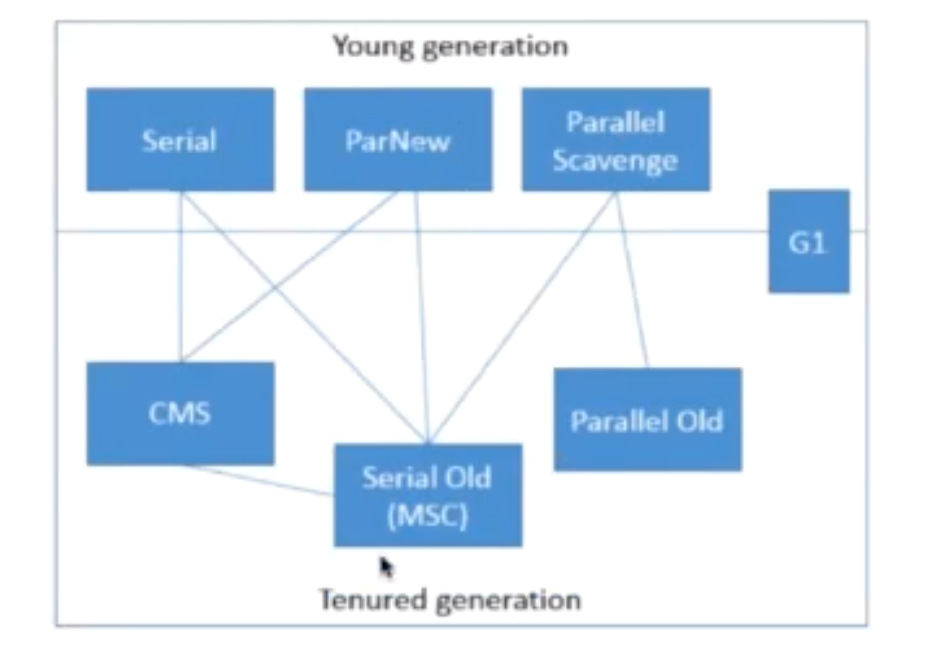 Young generation
Serial
ParNew
Parallel
Scavenge
G1
CMS
Parallel Old
Serial Old
(MSC)
Tenured generation